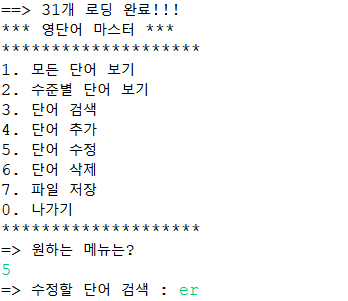 ==> 31개 로딩 완료!!!
*** 영단어 마스터 ***
********************
1. 모든 단어 보기
2. 수준별 단어 보기
3. 단어 검색
4. 단어 추가
5. 단어 수정
6. 단어 삭제
7. 파일 저장
0. 나가기
********************
=> 원하는 메뉴는?
5
=> 수정할 단어 검색 : er